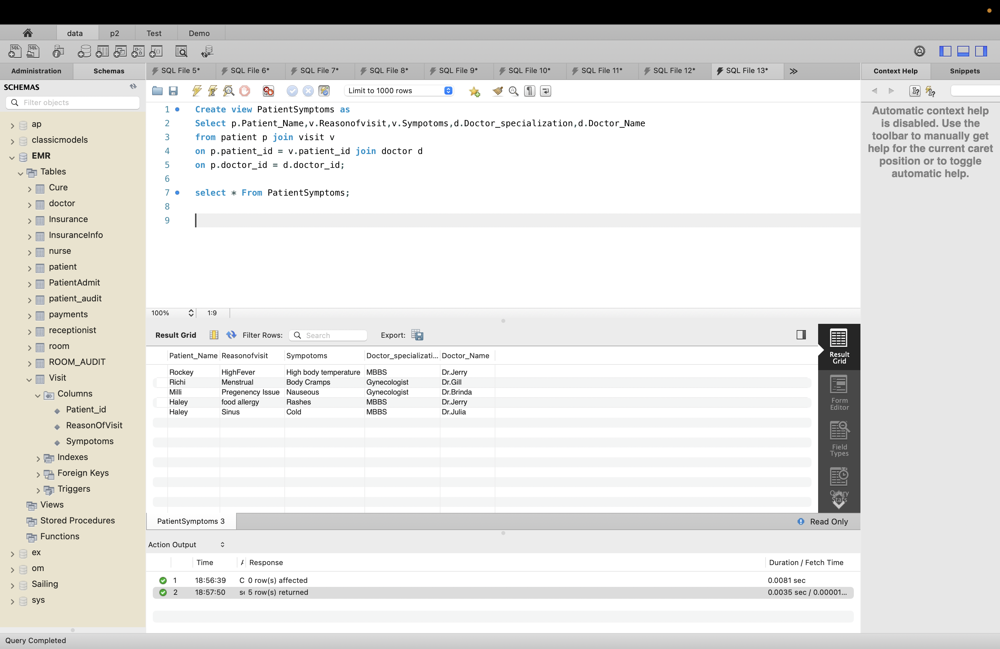 data p2 Test Demo
SQL SQL
Administration Schemas SQL File 5* SQL File 6* SQL File 7* SQL File 8* SQL File 9* SQL File 10* SQL File 11* SQL File 12* SQL File 13* Context Help Snippets
SCHEMAS
Filter objects
ap
classicmodels
EMR
Tables
Cure
doctor
Insurance
InsuranceInfo
nurse
patient
PatientAdmit
patient_audit
payments
receptionist
room
ROOM_AUDIT
Visit
Columns
Patient_id
ReasonOfVisit
Sympotoms
Indexes
Foreign Keys
Triggers
Views
Stored Procedures
Functions
ex
om
Sailing
sys
Limit to 1000 rows
1 Create view PatientSymptoms as
2 Select p.Patient_Name,v.Reasonofvisit,v.Sympotoms,d.Doctor_specialization,d.Doctor_Name
3 from patient p join visit v
4 on p.patient_id = v.patient_id join doctor d
5 on p.doctor_id = d.doctor_id;
6
7 select * From PatientSymptoms;
8
9
100% 1:9
Result Grid Filter Rows: Search Export:
Patient_Name Reasonofvisit Sympotoms Doctor_specializati... Doctor_Name
Rockey HighFever High body temperature MBBS Dr.Jerry
Richi Menstrual Body Cramps Gynecologist Dr.Gill
Milli Pregenency Issue Nauseous Gynecologist Dr.Brinda
Haley food allergy Rashes MBBS Dr.Jerry
Haley Sinus Cold MBBS Dr.Julia
Result
Grid
Form
Editor
Field
Types
Query
Stats
PatientSymptoms 3 Read Only
Action Output
Time Response Duration / Fetch Time
1 18:56:39 C 0 row(s) affected 0.0081 sec
2 18:57:50 5 row(s) returned 0.0035 sec / 0.00001...
Automatic context help
is disabled. Use the
toolbar to manually get
help for the current caret
position or to toggle
automatic help.
Query Completed